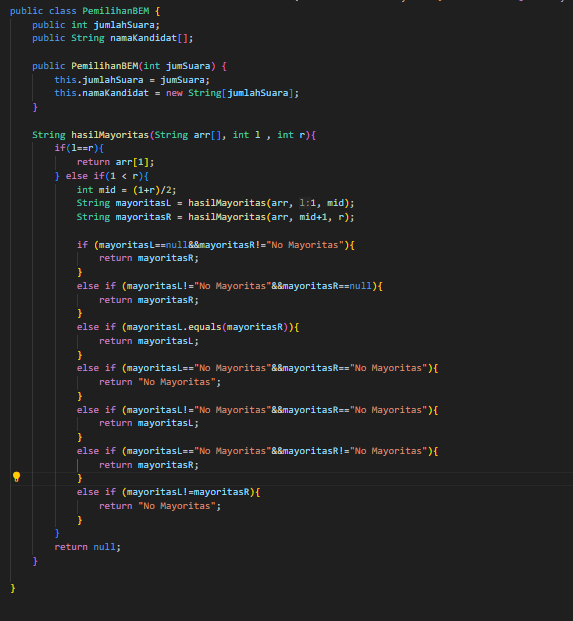 public class PemilihanBEM {
public int jumlahSuara;
public String namaKandidat[];
public PemilihanBEM(int jumSuara) {
this.jumlahSuara = jumSuara;
this.namaKandidat = new String[jumlahSuara];
}
String hasilMayoritas(String arr[], int l , int r){
if(l==r){
return arr[1];
} else if(1 < r){
int mid = (1+r)/2;
String mayoritasL = hasilMayoritas(arr, l:1, mid);
String mayoritasR = hasilMayoritas(arr, mid+1, r);
if (mayoritasL==null&&mayoritasR!="No Mayoritas"){
return mayoritasR;
}
else if (mayoritasL!="No Mayoritas"&&mayoritasR==null){
return mayoritasR;
}
else if (mayoritasL.equals(mayoritasR)){
return mayoritasL;
}
else if (mayoritasL=="No Mayoritas"&&mayoritasR=="No Mayoritas"){
return "No Mayoritas";
}
else if (mayoritasL!="No Mayoritas"&&mayoritasR=="No Mayoritas"){
return mayoritasL;
}
else if (mayoritasL=="No Mayoritas"&&mayoritasR!="No Mayoritas"){
return mayoritasR;
}
else if (mayoritasL!=mayoritasR){
return "No Mayoritas";
}
}
return null;
}
}